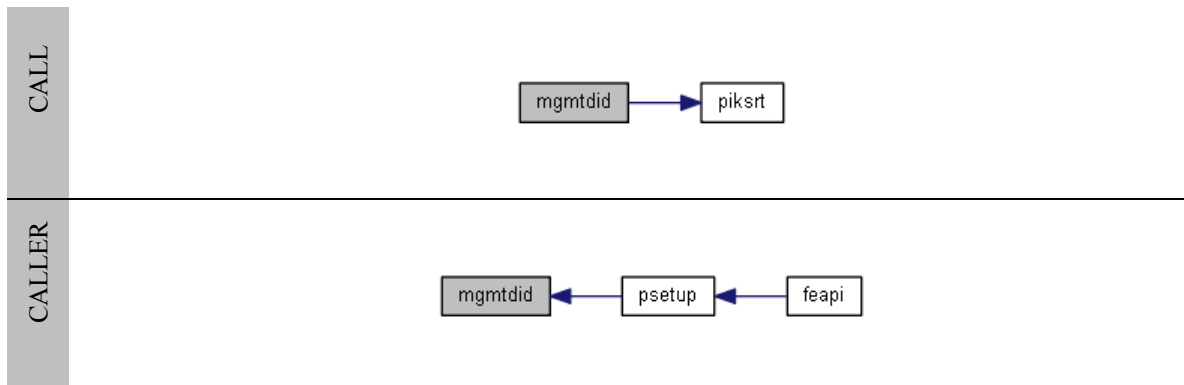 CALL
mgmtdid
piksrt
CALLER
mgmtdid
psetup
feapi